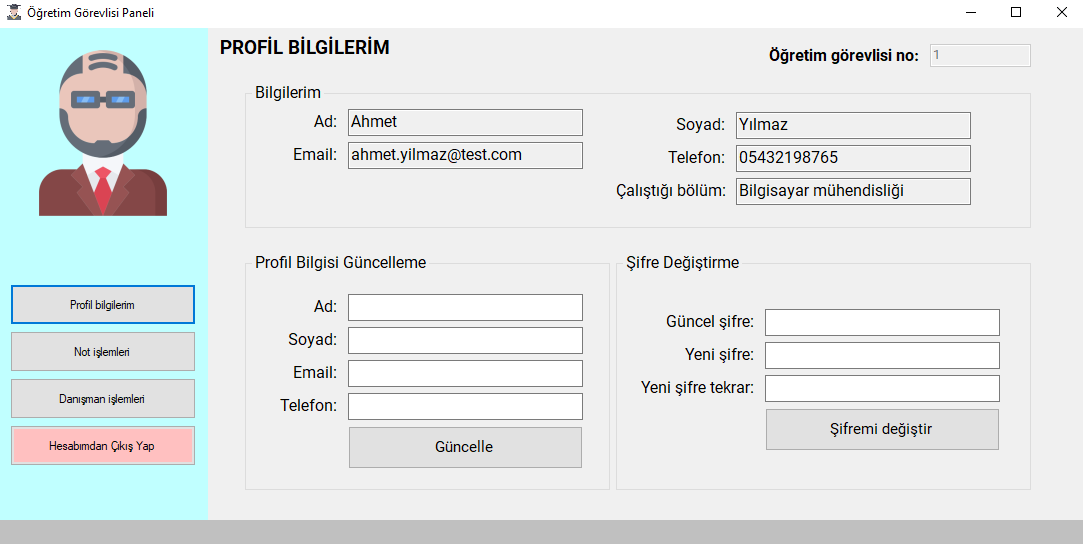 Öğretim Görevlisi Paneli
PROFİL BİLGİLERİM
Öğretim görevlisi no: 1
Bilgilerim
Ad: Ahmet
Soyad: Yılmaz
Email: ahmet.yilmaz@test.com
Telefon: 05432198765
Çalıştığı bölüm: Bilgisayar mühendisliği
Profil bilgilerim
Not işlemleri
Danışman işlemleri
Hesabımdan Çıkış Yap
Profil Bilgisi Güncelleme
Ad:
Soyad:
Email:
Telefon:
Güncelle
Şifre Değiştirme
Güncel şifre:
Yeni şifre:
Yeni şifre tekrar:
Şifremi değiştir